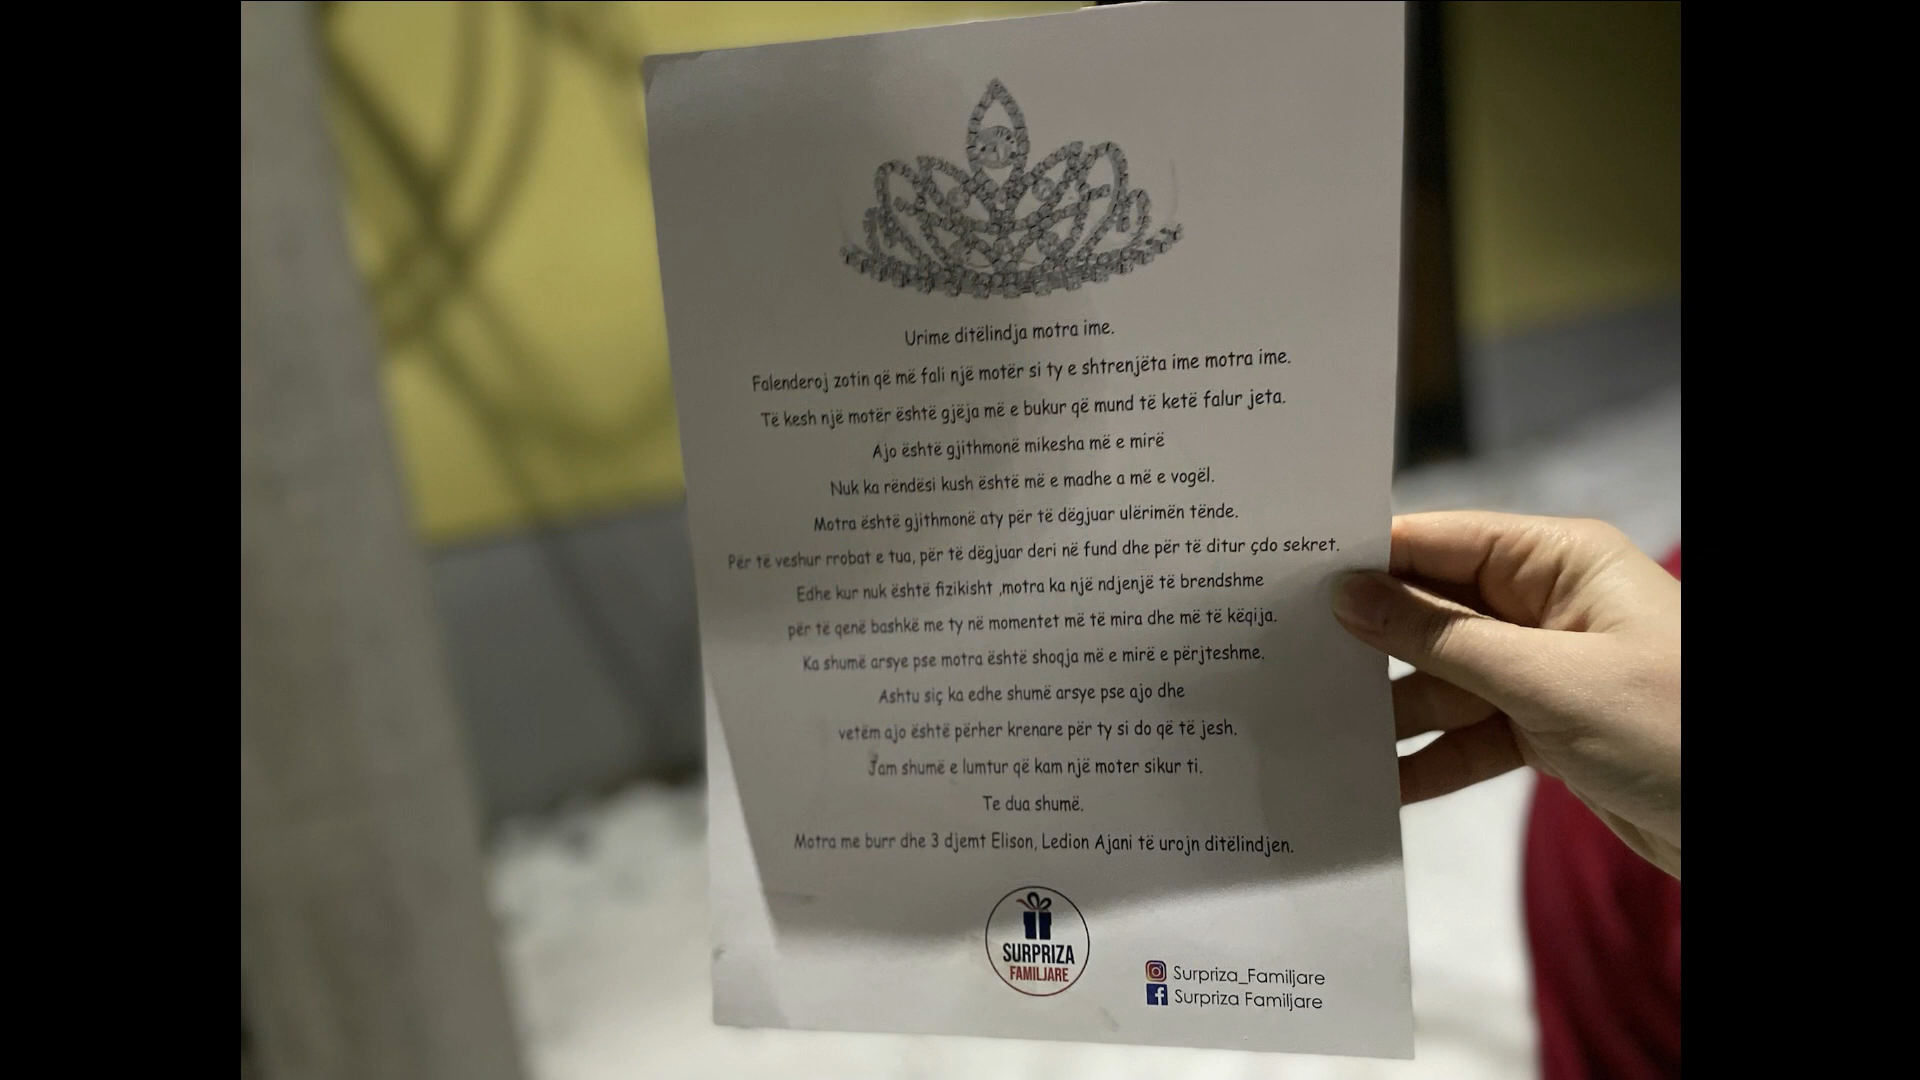 Urime ditëlindja motra ime.
Falenderoj zotin që më fali një motër si ty e shtrenjëta ime motra ime.
Të kesh një motër është gjëja më e bukur që mund të ketë falur jeta.
Ajo është gjithmonë mikesha më e mirë
Nuk ka rëndësi kush është më e madhe a më e vogël.
Motra është gjithmonë aty për të dëgjuar ulërimën tënde.
Për të veshur rrobat e tua, për të dëgjuar deri në fund dhe për të ditur çdo sekret.
Edhe kur nuk është fizikisht ,motra ka një ndjenjë të brendshme
për të qenë bashkë me ty në momentet më të mira dhe më të këqija.
Ka shumë arsye pse motra është shoqja më e mirë e përjteshme.
Ashtu siç ka edhe shumë arsye pse ajo dhe
vetëm ajo është përher krenare për ty si do që të jesh.
Jam shumë e lumtur që kam një moter sikur ti.
Te dua shumë.
Motra me burr dhe 3 djemt Elison, Ledion Ajani të urojn ditëlindjen.
SURPRIZA
FAMILJARE
Surpriza_Familjare
Surpriza Familjare